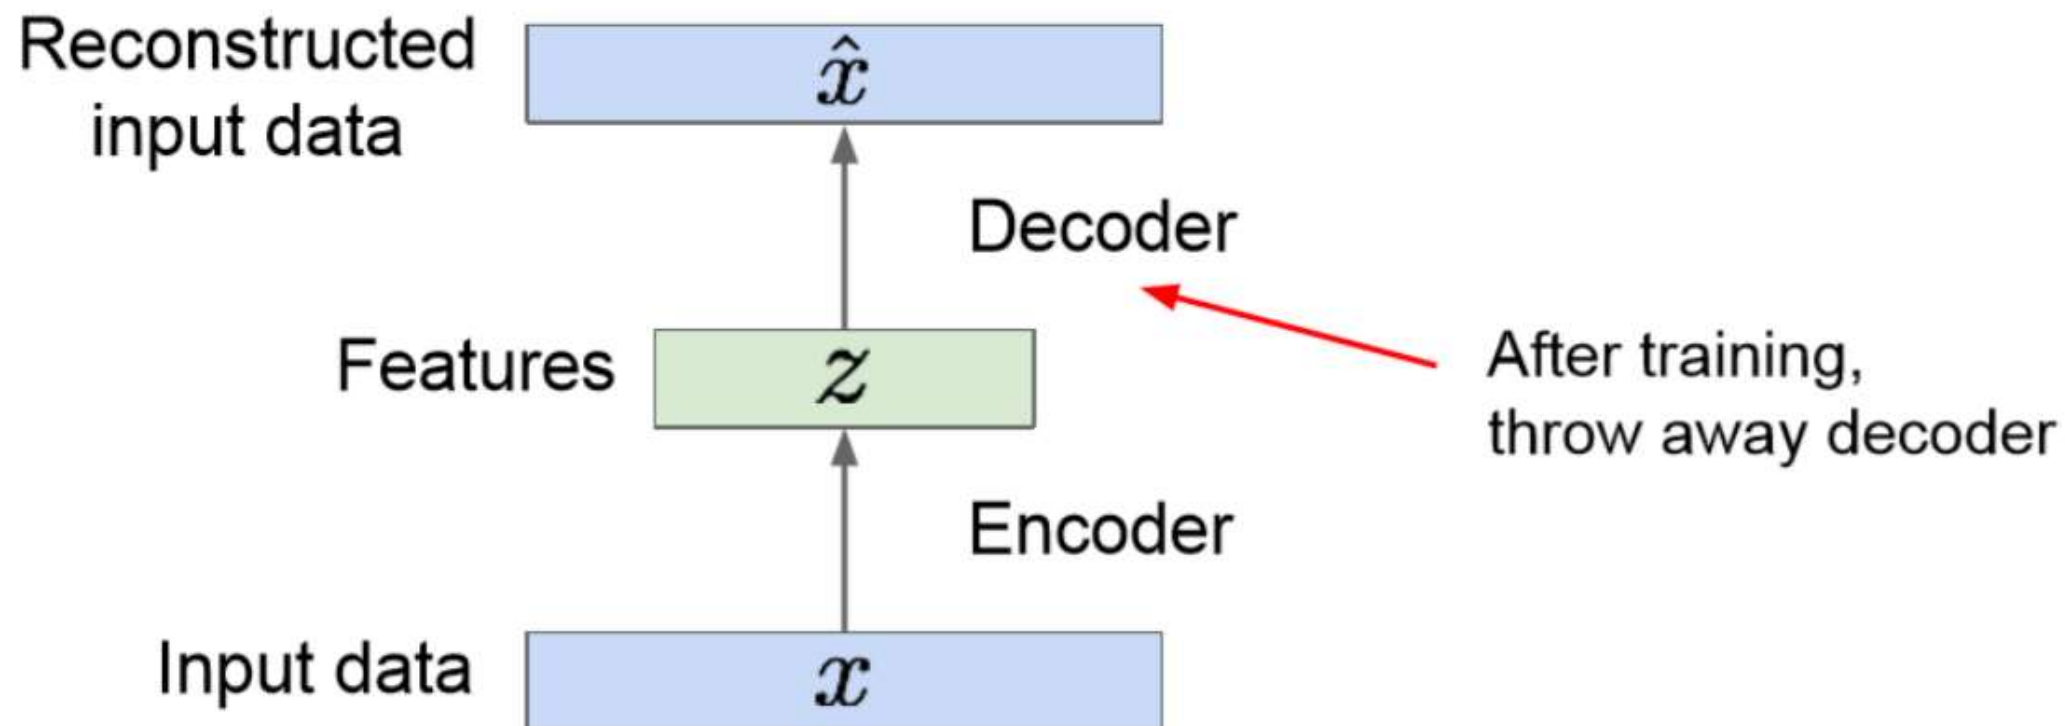 Reconstructed
input data
x̂
Decoder
Features
z
After training,
throw away decoder
Encoder
Input data
x